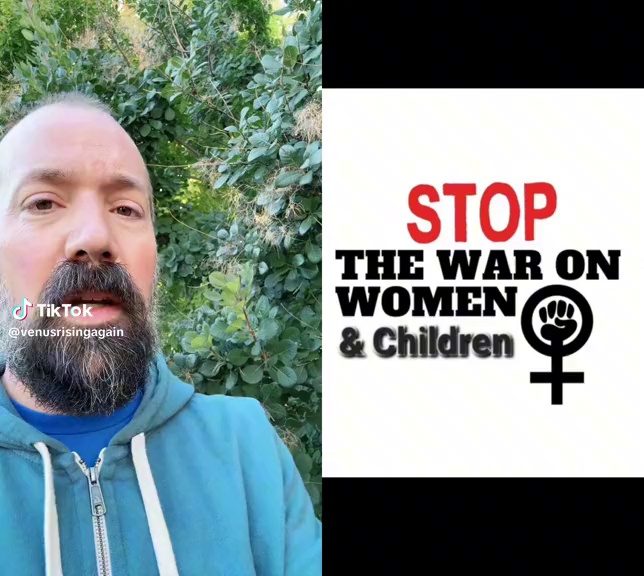 TikTok
@venusrisingagain
STOP
THE WAR ON
WOMEN
& Children